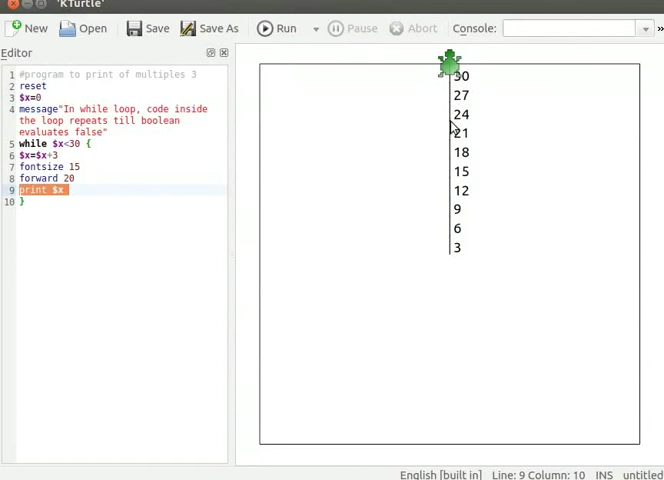 'KTurtle'
New Open Save Save As Run Pause Abort Console: »
Editor
1 #program to print of multiples 3
2 reset
3 $x=0
4 message"In while loop, code inside
the loop repeats till boolean
evaluates false"
5 while $x<30 {
6 $x=$x+3
7 fontsize 15
8 forward 20
9 print $x
10 }
30
27
24
21
18
15
12
9
6
3
English [built in] Line: 9 Column: 10 INS untitled